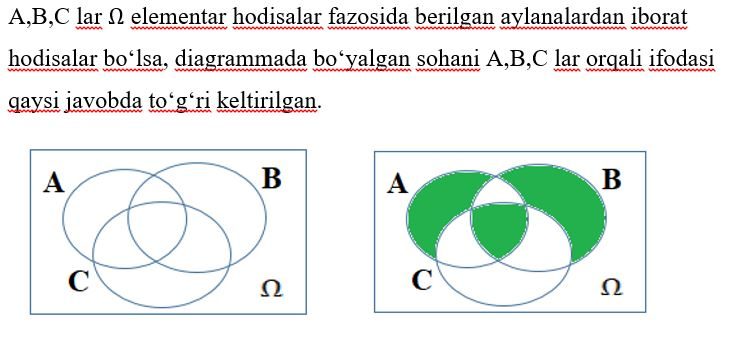 A,B,C lar Ω elementar hodisalar fazosida berilgan aylanalardan iborat
hodisalar bo‘lsa, diagrammada bo‘yalgan sohani A,B,C lar orqali ifodasi
qaysi javobda to‘g‘ri keltirilgan.
A B
C Ω
A B
C Ω